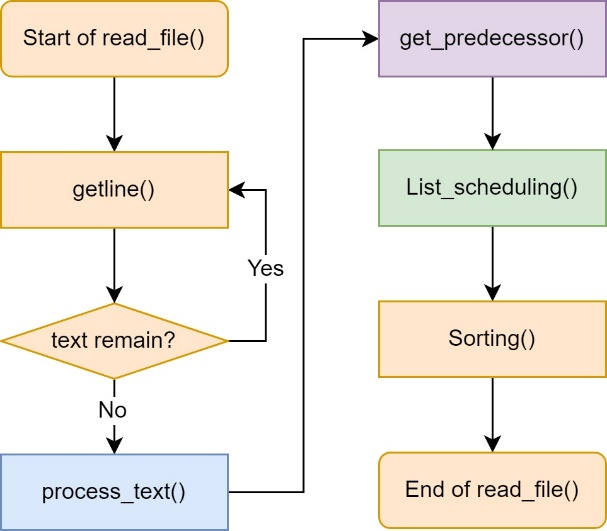 Start of read_file()
getline()
Yes
text remain?
No
process_text()
get_predecessor()
List_scheduling()
Sorting()
End of read_file()